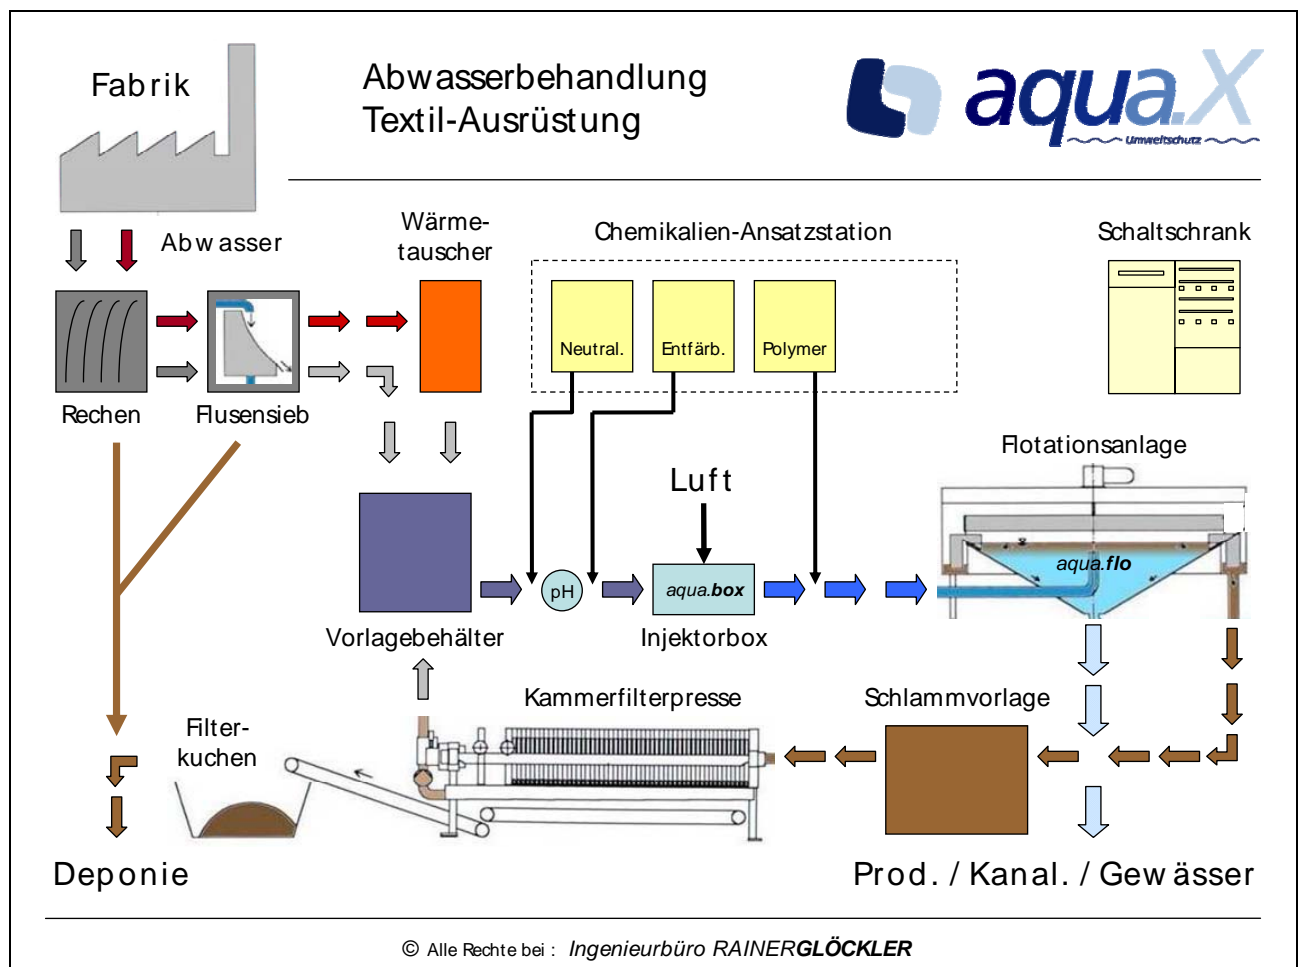 Fabrik
Abwasserbehandlung
Textil-Ausrüstung
aqua.X
Umweltschutz
Abwasser
Wärme-
tauscher
Chemikalien-Ansatzstation
Schaltschrank
Neutral.
Entfärb.
Polymer
Rechen
Flusensieb
Flotationsanlage
Luft
aqua.flo
pH
aqua.box
Vorlagebehälter
Injektorbox
Kammerfilterpresse
Schlammvorlage
Filter-
kuchen
Deponie
Prod. / Kanal. / Gewässer
© Alle Rechte bei : Ingenieurbüro RAINERGLÖCKLER